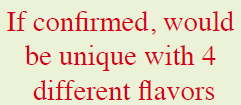 If confirmed, would
be unique with 4
different flavors